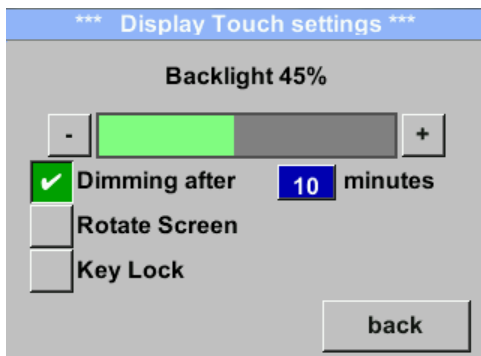 *** Display Touch settings ***
Backlight 45%
- +
✔ Dimming after 10 minutes
Rotate Screen
Key Lock
back